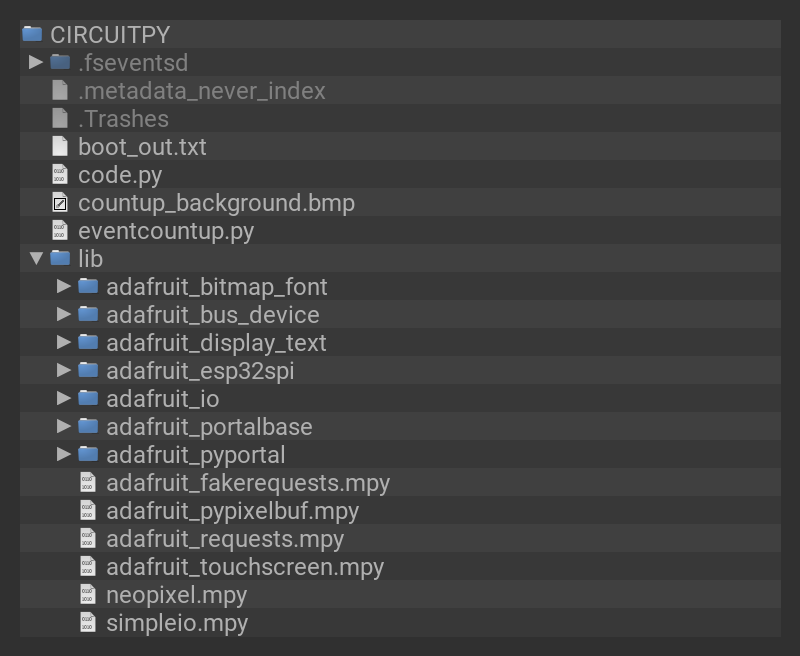 CIRCUITPY
.fseventsd
.metadata_never_index
.Trashes
boot_out.txt
code.py
countup_background.bmp
eventcountup.py
lib
adafruit_bitmap_font
adafruit_bus_device
adafruit_display_text
adafruit_esp32spi
adafruit_io
adafruit_portalbase
adafruit_pyportal
adafruit_fakerequests.mpy
adafruit_pypixelbuf.mpy
adafruit_requests.mpy
adafruit_touchscreen.mpy
neopixel.mpy
simpleio.mpy